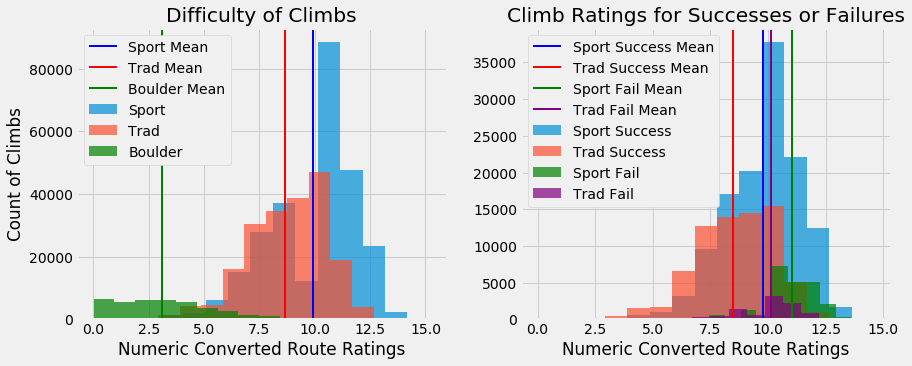 Difficulty of Climbs
Count of Climbs
80000
60000
40000
20000
0
Sport Mean
Trad Mean
Boulder Mean
Sport
Trad
Boulder
0.0 2.5 5.0 7.5 10.0 12.5 15.0
Numeric Converted Route Ratings
Climb Ratings for Successes or Failures
35000
30000
25000
20000
15000
10000
5000
0
Sport Success Mean
Trad Success Mean
Sport Fail Mean
Trad Fail Mean
Sport Success
Trad Success
Sport Fail
Trad Fail
0.0 2.5 5.0 7.5 10.0 12.5 15.0
Numeric Converted Route Ratings